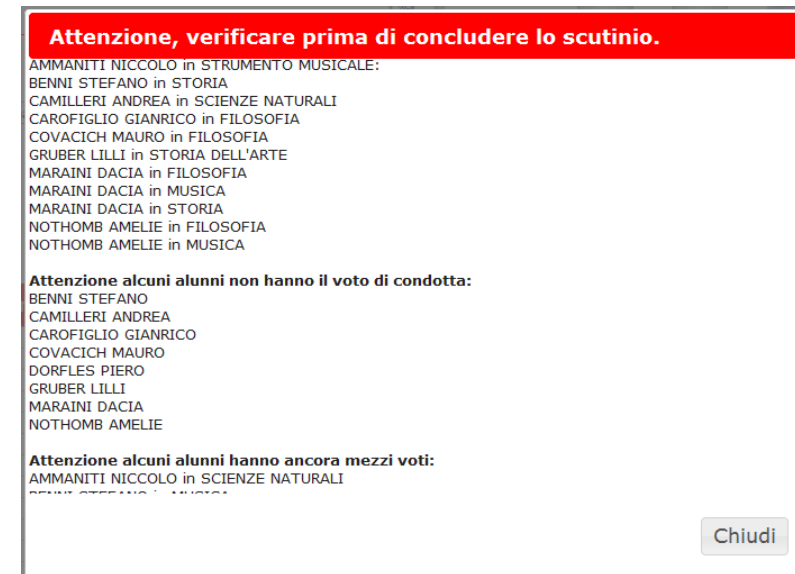 Attenzione, verificare prima di concludere lo scutinio.
AMMANITI NICCOLO in STRUMENTO MUSICALE:
BENNI STEFANO in STORIA
CAMILLERI ANDREA in SCIENZE NATURALI
CAROFIGLIO GIANRICO in FILOSOFIA
COVACICH MAURO in FILOSOFIA
GRUBER LILLI in STORIA DELL'ARTE
MARAINI DACIA in FILOSOFIA
MARAINI DACIA in MUSICA
MARAINI DACIA in STORIA
NOTHOMB AMELIE in FILOSOFIA
NOTHOMB AMELIE in MUSICA
Attenzione alcuni alunni non hanno il voto di condotta:
BENNI STEFANO
CAMILLERI ANDREA
CAROFIGLIO GIANRICO
COVACICH MAURO
DORFLES PIERO
GRUBER LILLI
MARAINI DACIA
NOTHOMB AMELIE
Attenzione alcuni alunni hanno ancora mezzi voti:
AMMANITI NICCOLO in SCIENZE NATURALI
BENNI STEFANO in MUSICA
Chiudi